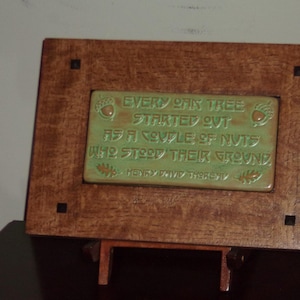 EVERY OAK TREE
STARTED OUT
AS A COUPLE OF NUTS
WHO STOOD THEIR GROUND
- HENRY DAVID THOREAU